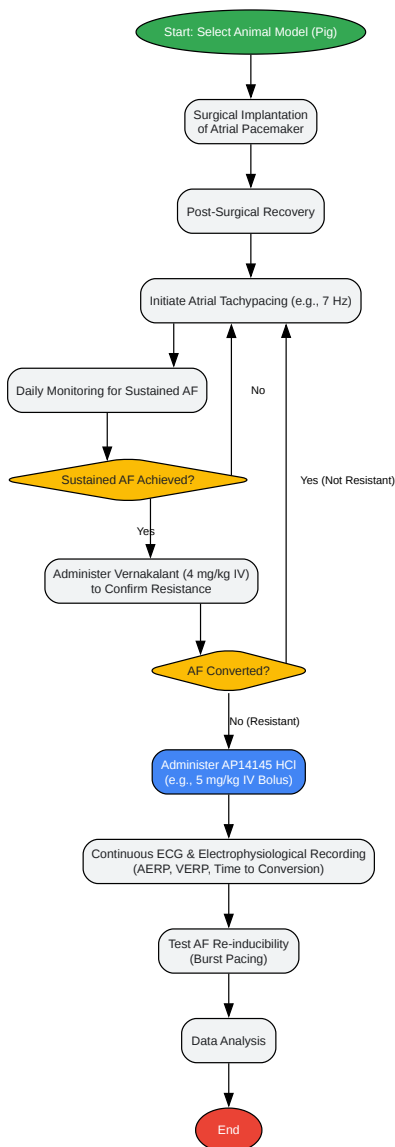 Start: Select Animal Model (Pig)
Surgical Implantation
of Atrial Pacemaker
Post-Surgical Recovery
Initiate Atrial Tachypacing (e.g., 7 Hz)
Daily Monitoring for Sustained AF
No
Sustained AF Achieved?
Yes (Not Resistant)
Yes
Administer Vernakalant (4 mg/kg IV)
to Confirm Resistance
AF Converted?
No (Resistant)
Administer AP14145 HCl
(e.g., 5 mg/kg IV Bolus)
Continuous ECG & Electrophysiological Recording
(AERP, VERP, Time to Conversion)
Test AF Re-inducibility
(Burst Pacing)
Data Analysis
End